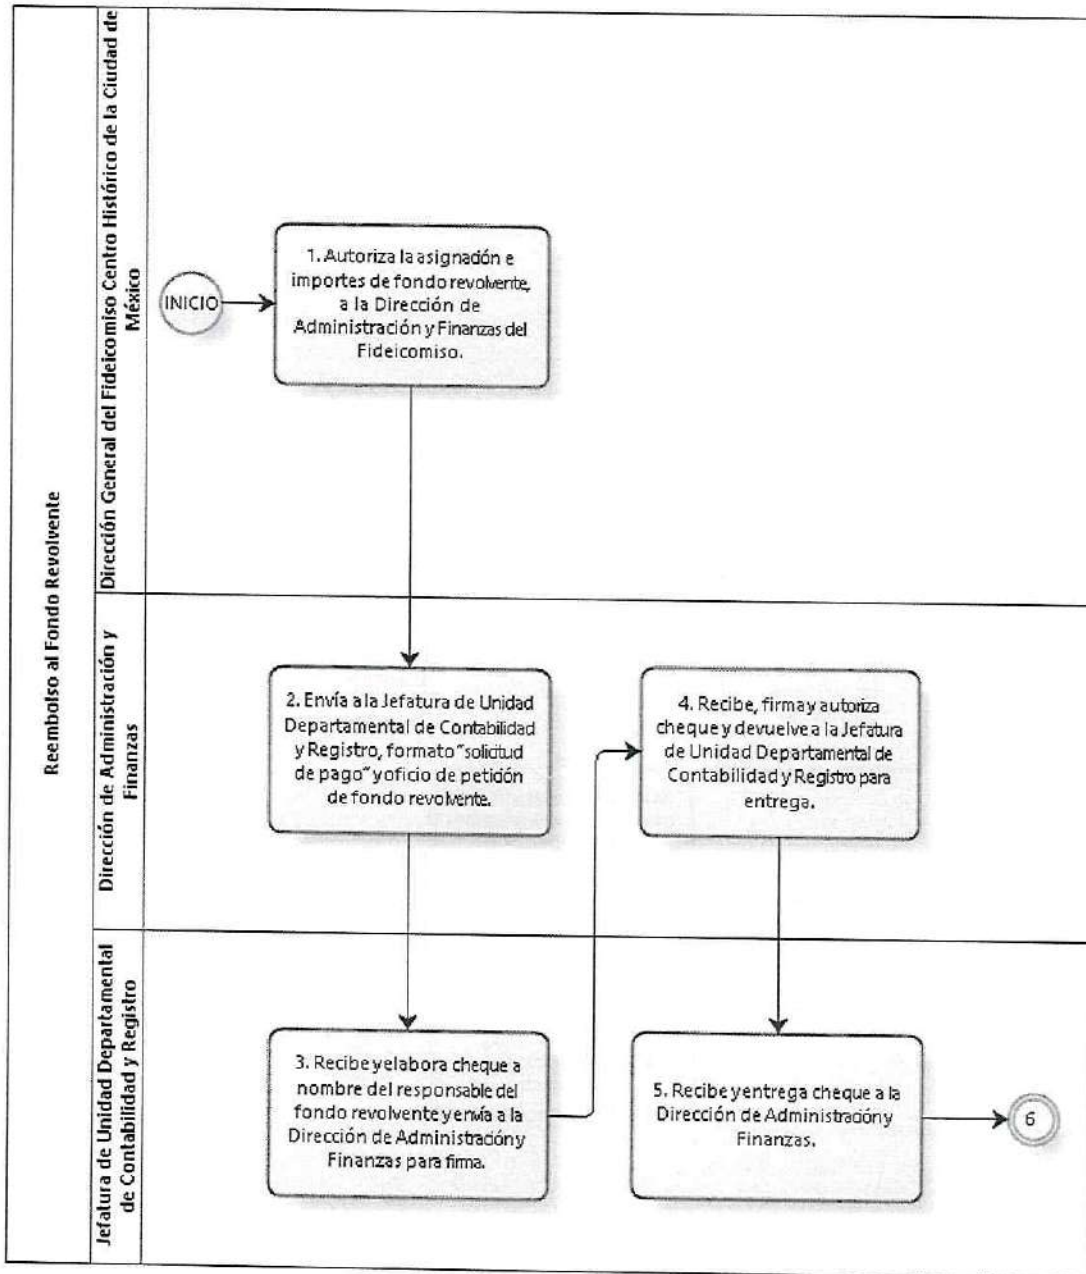 Reembolso al Fondo Revolvente
Dirección General del Fideicomiso Centro Histórico de la Ciudad de
México
INICIO
1. Autoriza la asignación e
importes de fondo revolvente,
a la Dirección de
Administración y Finanzas del
Fideicomiso.
Dirección de Administración y
Finanzas
2. Envía a la Jefatura de Unidad
Departamental de Contabilidad
y Registro, formato "solicitud
de pago" y oficio de petición
de fondo revolvente.
4. Recibe, firma y autoriza
cheque y devuelve a la Jefatura
de Unidad Departamental de
Contabilidad y Registro para
entrega.
Jefatura de Unidad Departamental
de Contabilidad y Registro
3. Recibe y elabora cheque a
nombre del responsable del
fondo revolvente y envía a la
Dirección de Administración y
Finanzas para firma.
5. Recibe y entrega cheque a la
Dirección de Administración y
Finanzas.
6